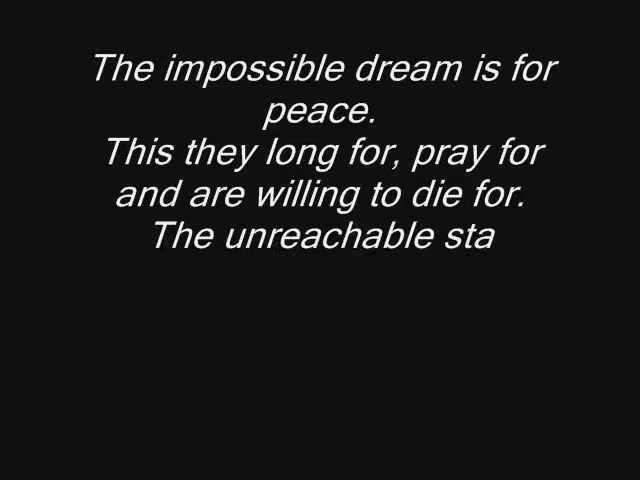 The impossible dream is for
peace.
This they long for, pray for
and are willing to die for.
The unreachable sta